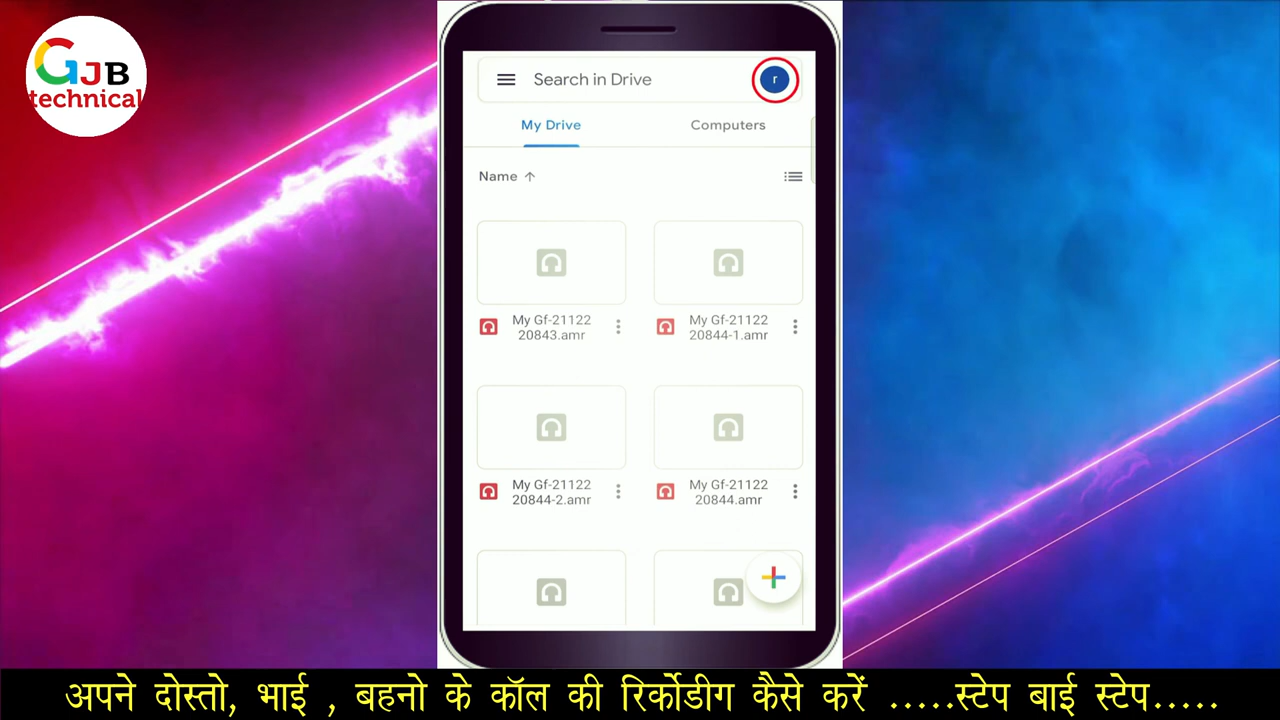 GJB
technical
Search in Drive
r
My Drive
Computers
Name ↑
My Gf-21122
20843.amr
My Gf-21122
20844-1.amr
My Gf-21122
20844-2.amr
My Gf-21122
20844.amr
अपने दोस्तो, भाई , बहनो के कॉल की रिर्कोडीग कैसे करें .....स्टेप बाई स्टेप.....